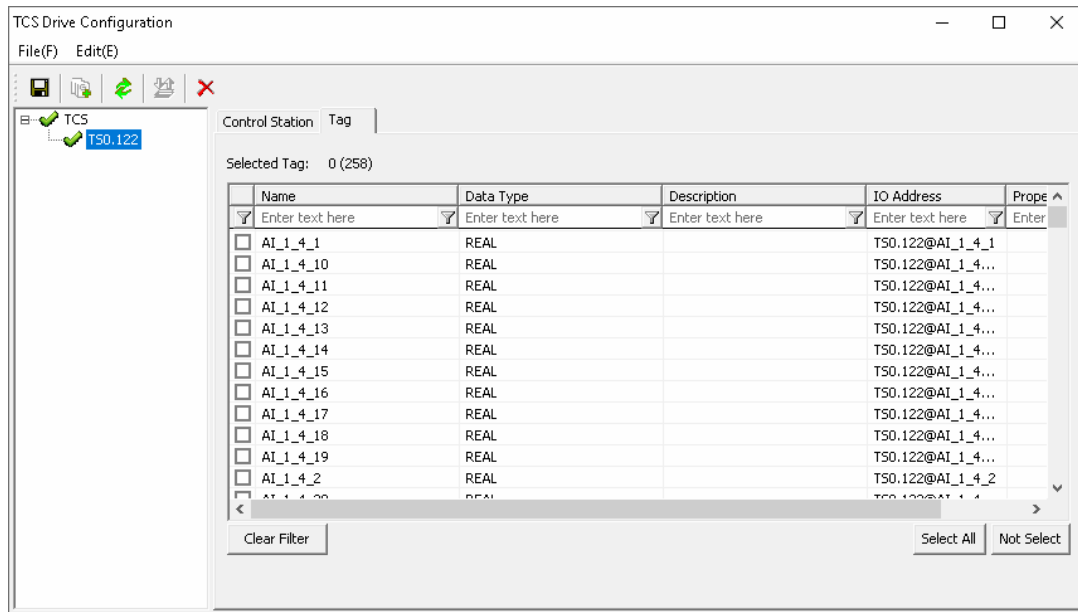 TCS Drive Configuration
File(F) Edit(E)
TCS
TS0.122
Control Station Tag
Selected Tag: 0 (258)
Name Data Type Description IO Address Prope
Enter text here Enter text here Enter text here Enter text here Enter
AI_1_4_1 REAL TS0.122@AI_1_4_1
AI_1_4_10 REAL TS0.122@AI_1_4...
AI_1_4_11 REAL TS0.122@AI_1_4...
AI_1_4_12 REAL TS0.122@AI_1_4...
AI_1_4_13 REAL TS0.122@AI_1_4...
AI_1_4_14 REAL TS0.122@AI_1_4...
AI_1_4_15 REAL TS0.122@AI_1_4...
AI_1_4_16 REAL TS0.122@AI_1_4...
AI_1_4_17 REAL TS0.122@AI_1_4...
AI_1_4_18 REAL TS0.122@AI_1_4...
AI_1_4_19 REAL TS0.122@AI_1_4...
AI_1_4_2 REAL TS0.122@AI_1_4_2
Clear Filter Select All Not Select